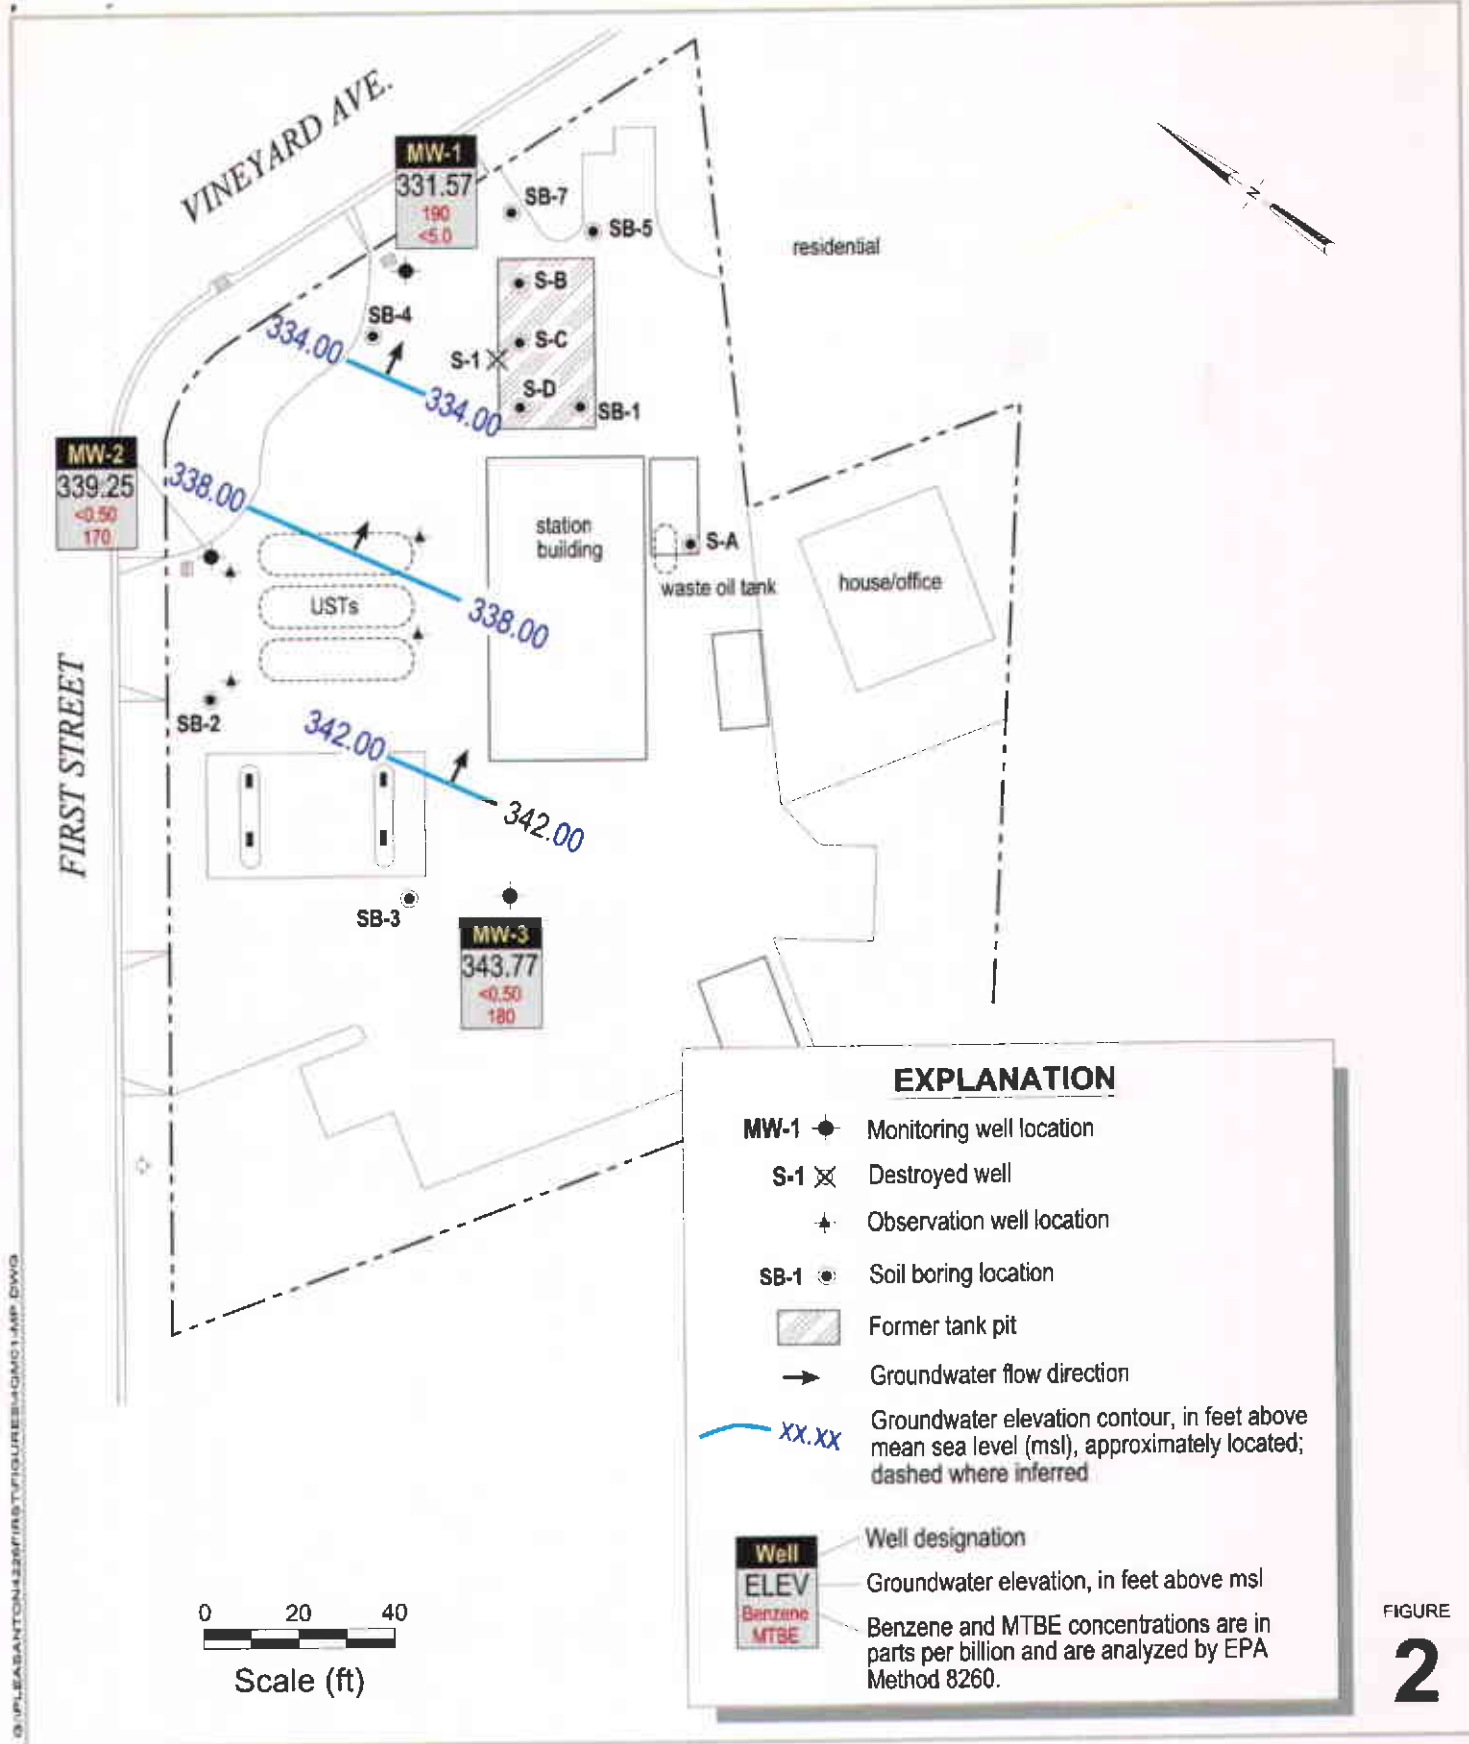 VINEYARD AVE.
MW-1
331.57
190
<5.0
SB-7
SB-5
residential
N
S-B
SB-4
S-C
S-1
334.00
334.00
S-D
SB-1
MW-2
339.25
<0.50
170
338.00
station
building
S-A
waste oil tank
house/office
USTs
338.00
FIRST STREET
SB-2
342.00
342.00
SB-3
MW-3
343.77
<0.50
180
EXPLANATION
MW-1 Monitoring well location
S-1 Destroyed well
Observation well location
SB-1 Soil boring location
Former tank pit
Groundwater flow direction
XX.XX Groundwater elevation contour, in feet above
mean sea level (msl), approximately located;
dashed where inferred
Well
ELEV
Benzene
MTBE
Well designation
Groundwater elevation, in feet above msl
Benzene and MTBE concentrations are in
parts per billion and are analyzed by EPA
Method 8260.
0 20 40
Scale (ft)
FIGURE
2